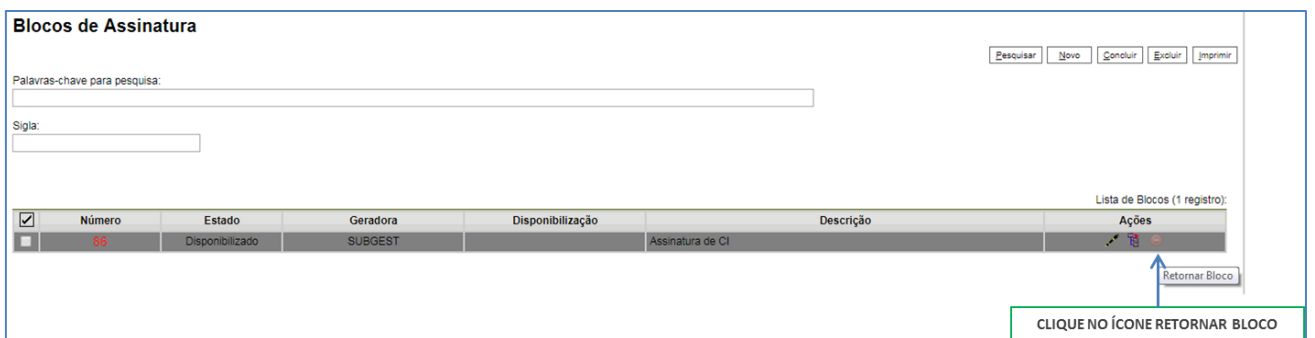 Blocos de Assinatura
Pesquisar Novo Concluir Excluir Imprimir
Palavras-chave para pesquisa:
Sigla:
Lista de Blocos (1 registro):
Número Estado Geradora Disponibilização Descrição Ações
66 Disponibilizado SUBGEST Assinatura de CI
Retornar Bloco
CLIQUE NO ÍCONE RETORNAR BLOCO